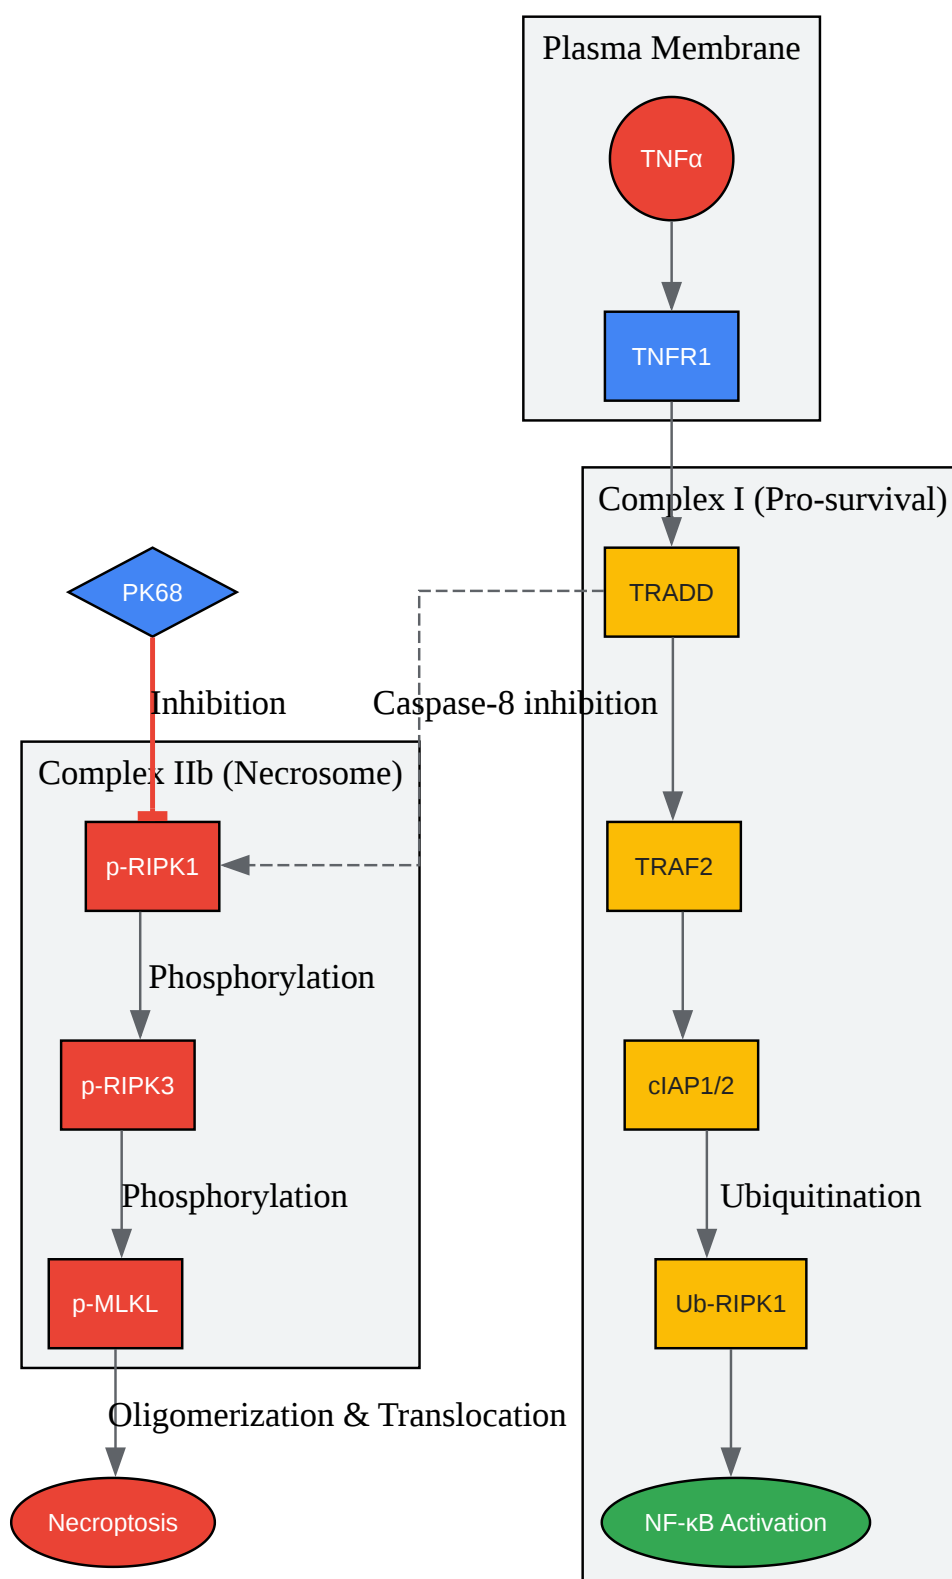 Plasma Membrane
TNFα
TNFR1
Complex I (Pro-survival)
TRADD
PK68
Inhibition
Caspase-8 inhibition
Complex IIb (Necrosome)
p-RIPK1
TRAF2
Phosphorylation
p-RIPK3
cIAP1/2
Phosphorylation
Ubiquitination
p-MLKL
Ub-RIPK1
Oligomerization & Translocation
Necroptosis
NF-κB Activation